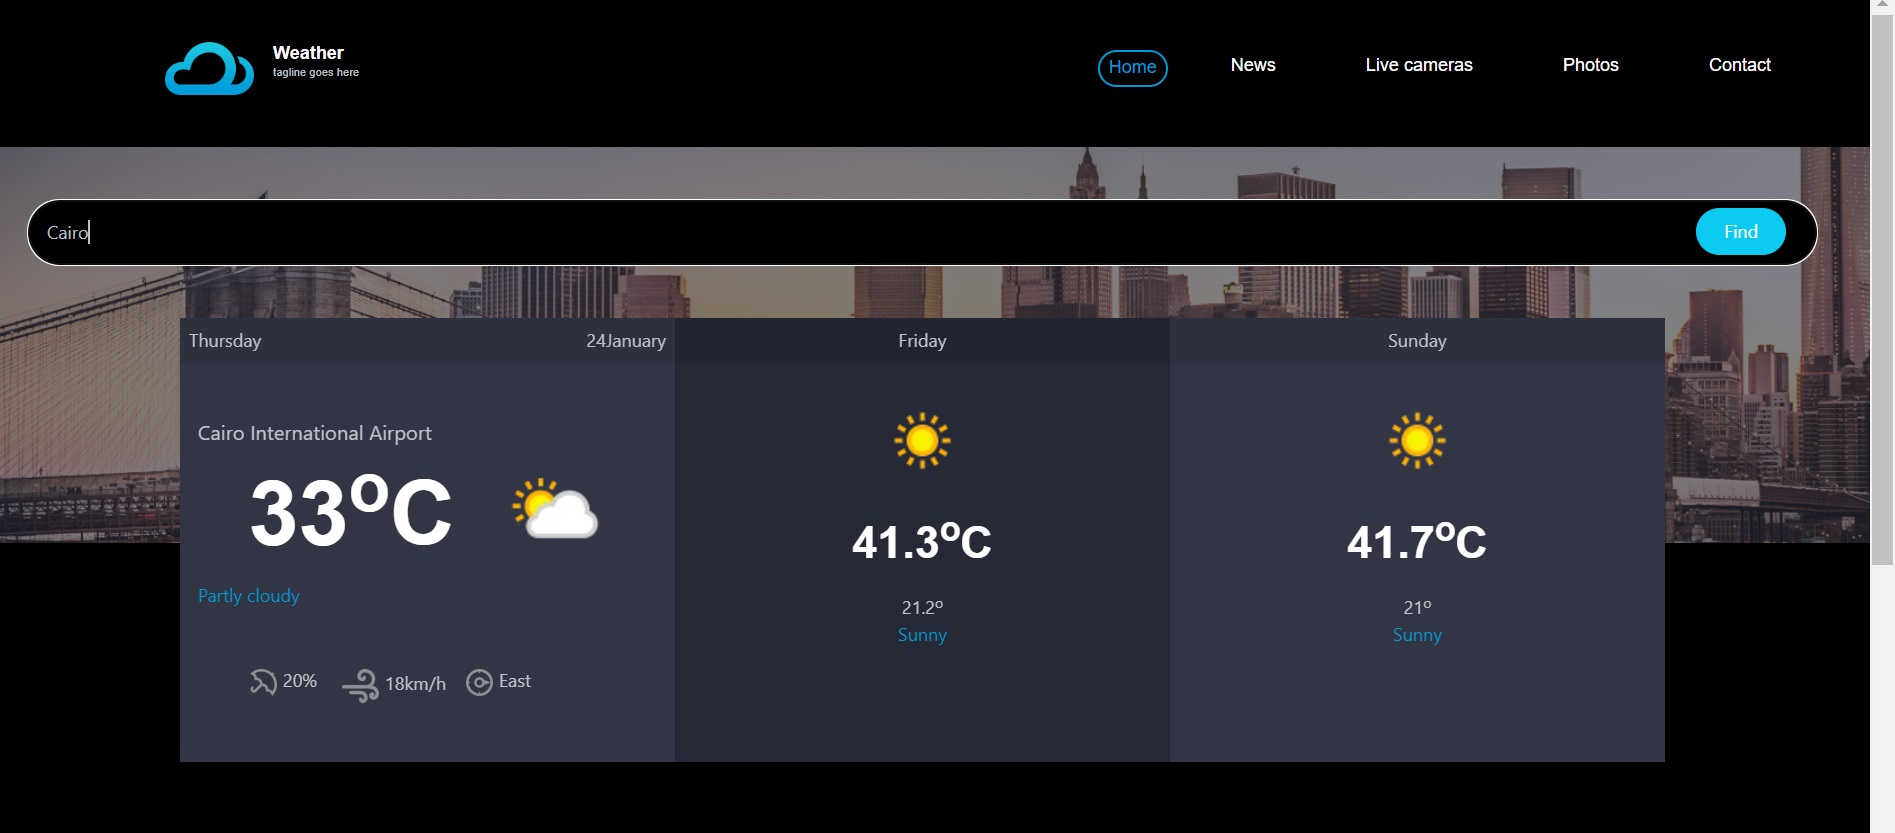 Weather
tagline goes here
Home News Live cameras Photos Contact
Cairo
Find
Thursday 24January
Cairo International Airport
33°C
Partly cloudy
20% 18km/h East
Friday
41.3°C
21.2°
Sunny
Sunday
41.7°C
21°
Sunny